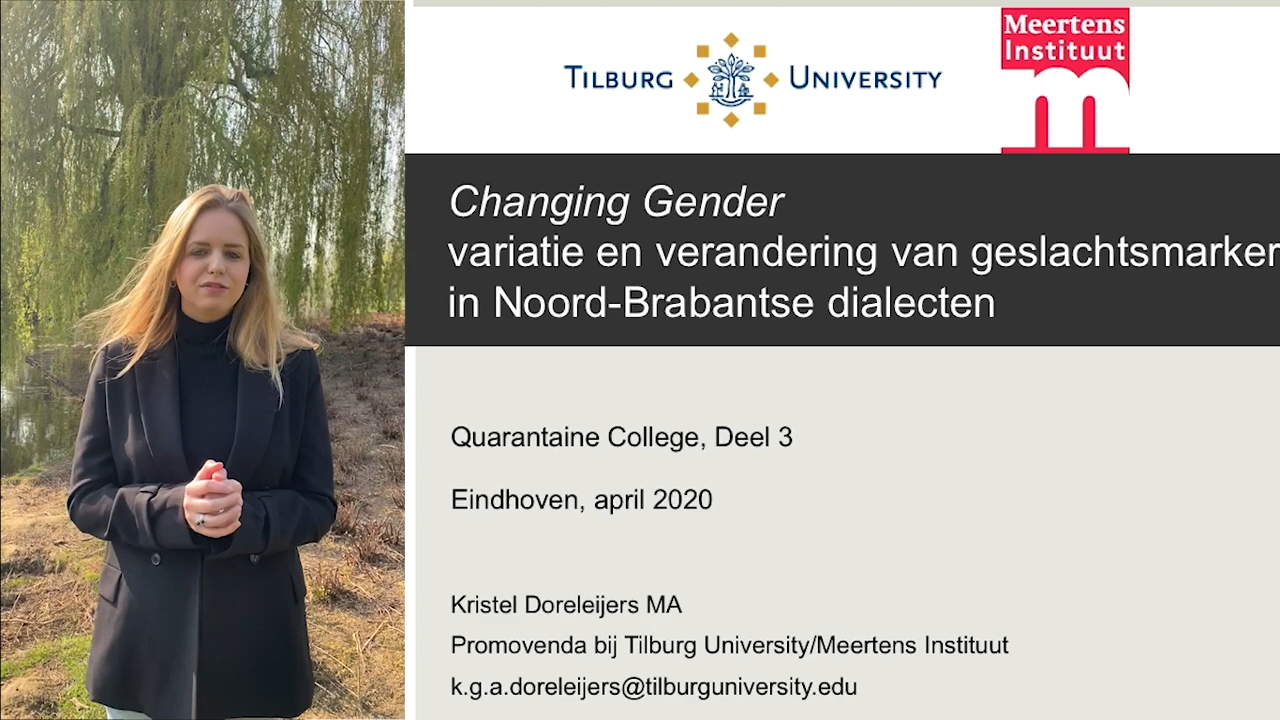 TILBURG UNIVERSITY
Meertens
Instituut
Changing Gender
variatie en verandering van geslachtsmarker
in Noord-Brabantse dialecten
Quarantaine College, Deel 3
Eindhoven, april 2020
Kristel Doreleijers MA
Promovenda bij Tilburg University/Meertens Instituut
k.g.a.doreleijers@tilburguniversity.edu